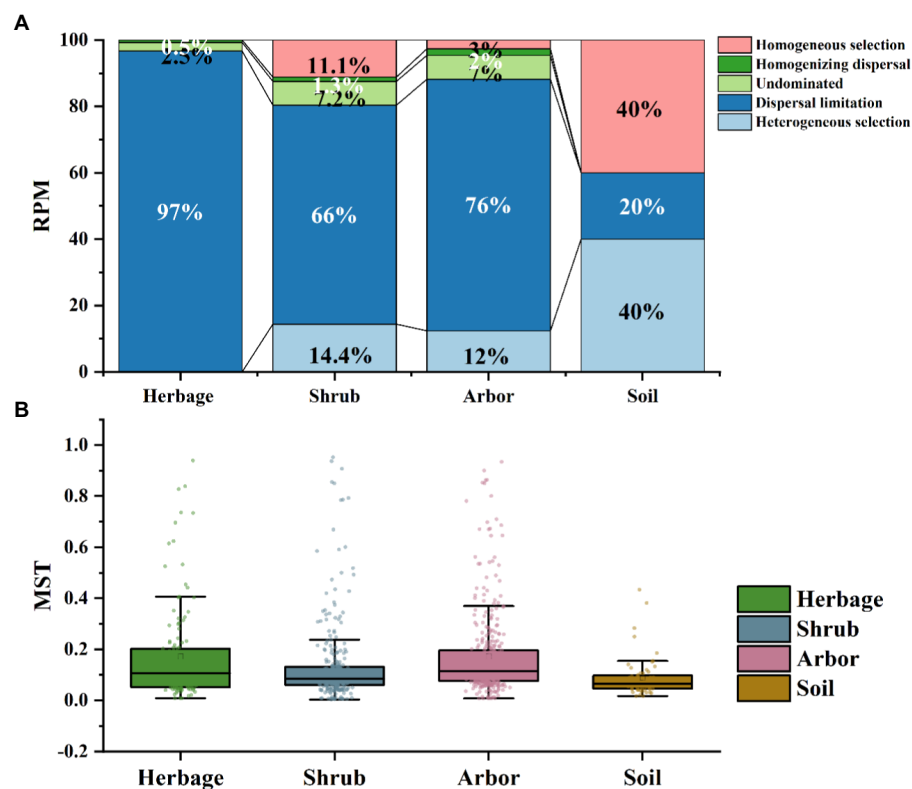 A
100
80
60
40
20
0
RPM
0.5%
2.5%
97%
11.1%
1.3%
7.2%
66%
14.4%
3%
2%
7%
76%
12%
40%
20%
40%
Herbage
Shrub
Arbor
Soil
Homogeneous selection
Homogenizing dispersal
Undominated
Dispersal limitation
Heterogeneous selection
B
1.0
0.8
0.6
0.4
0.2
0.0
-0.2
MST
Herbage
Shrub
Arbor
Soil
Herbage
Shrub
Arbor
Soil